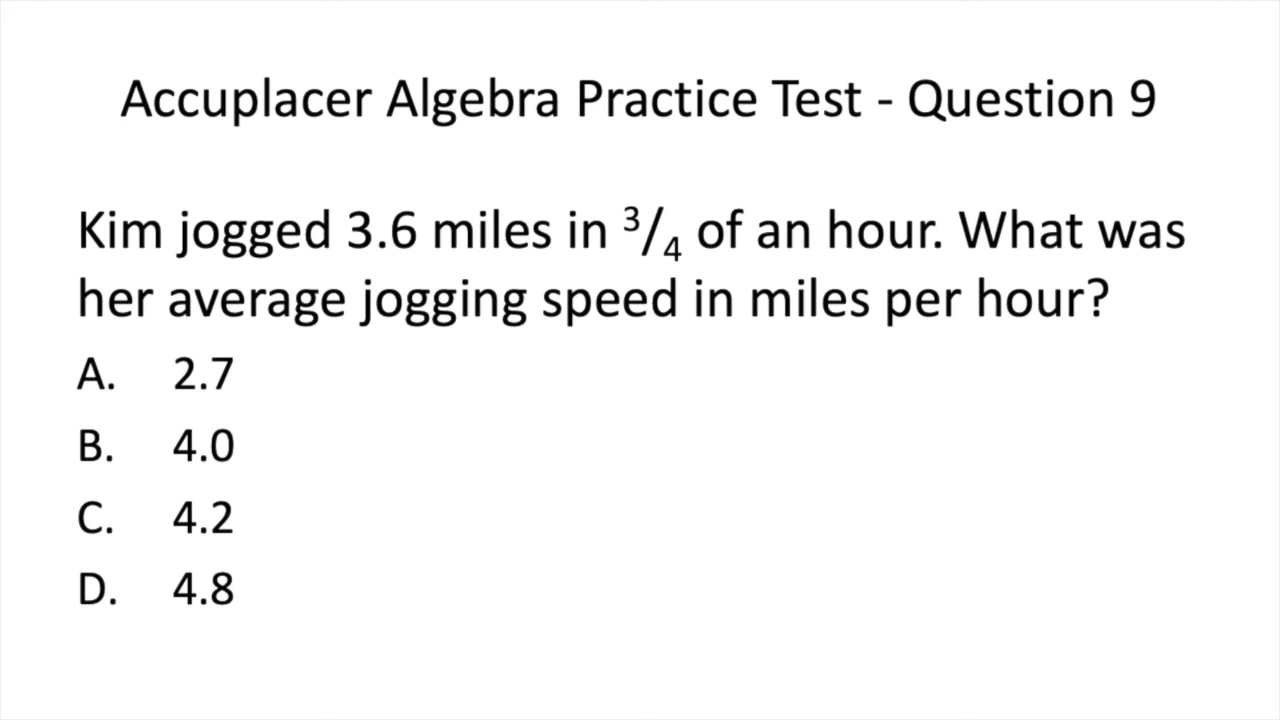 Accuplacer Algebra Practice Test - Question 9
Kim jogged 3.6 miles in ³/₄ of an hour. What was
her average jogging speed in miles per hour?
A. 2.7
B. 4.0
C. 4.2
D. 4.8